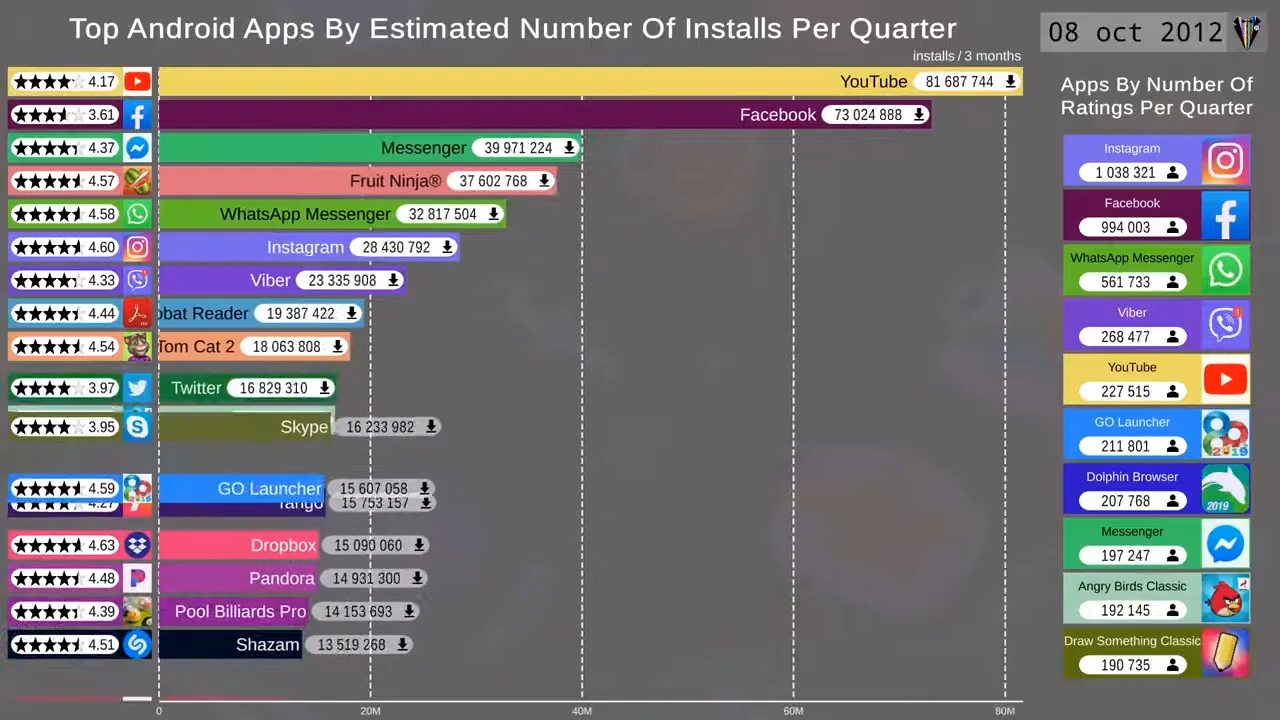 Top Android Apps By Estimated Number Of Installs Per Quarter
08 oct 2012
installs / 3 months
4.17 YouTube 81 687 744
3.61 Facebook 73 024 888
4.37 Messenger 39 971 224
4.57 Fruit Ninja® 37 602 768
4.58 WhatsApp Messenger 32 817 504
4.60 Instagram 28 430 792
4.33 Viber 23 335 908
4.44 obat Reader 19 387 422
4.54 Tom Cat 2 18 063 808
3.97 Twitter 16 829 310
3.95 Skype 16 233 982
4.59 GO Launcher 15 607 058
4.27 Tango 15 753 157
4.63 Dropbox 15 090 060
4.48 Pandora 14 931 300
4.39 Pool Billiards Pro 14 153 693
4.51 Shazam 13 519 268
0 20M 40M 60M 80M
Apps By Number Of
Ratings Per Quarter
Instagram
1 038 321
Facebook
994 003
WhatsApp Messenger
561 733
Viber
268 477
YouTube
227 515
GO Launcher
211 801
2019
Dolphin Browser
207 768
2019
Messenger
197 247
Angry Birds Classic
192 145
Draw Something Classic
190 735